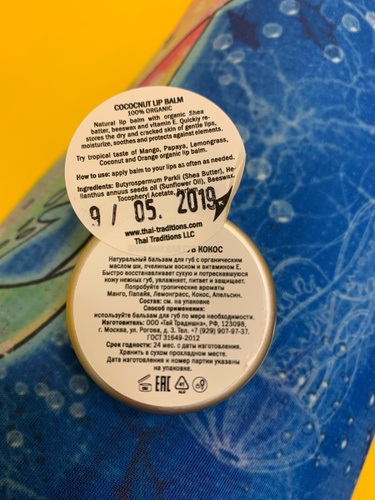 COCOCNUT LIP BALM
100% ORGANIC
Natural lip balm with organic Shea
batter, beeswax and vitamin E. Quickly re-
stores the dry and cracked skin of gentle lips,
moisturize, soothes and protects against elements.
Try tropical taste of Mango, Papaya, Lemongrass,
Coconut and Orange organic lip balm.
How to use: apply balm to your lips as often as needed.
Ingredients: Butyrospermum Parkii (Shea Butter), He-
lianthus annuus seeds oil (Sunflower Oil), Beeswax,
Tocopheryl Acetate,
9 / 05. 2019
www.thai-traditions.com
Thai Traditions LLC
КОКОС
Натуральный бальзам для губ с органическим
маслом ши, пчелиным воском и витамином Е.
Быстро восстанавливает сухую и потрескавшуюся
кожу нежных губ, увлажняет, питает и защищает.
Попробуйте тропические ароматы
Манго, Папайя, Лемонграсс, Кокос, Апельсин.
Состав: см. на упаковке
Способ применения:
используйте бальзам для губ по мере необходимости.
Изготовитель: ООО «Тай Традишнз», РФ, 123098,
г. Москва, ул. Рогова, д. 3. Тел. +7 (929) 907-97-37.
ГОСТ 31649-2012
Срок годности: 24 мес. с даты изготовления.
Хранить в сухом прохладном месте.
Дата изготовления и номер партии указаны
на упаковке.
EAC